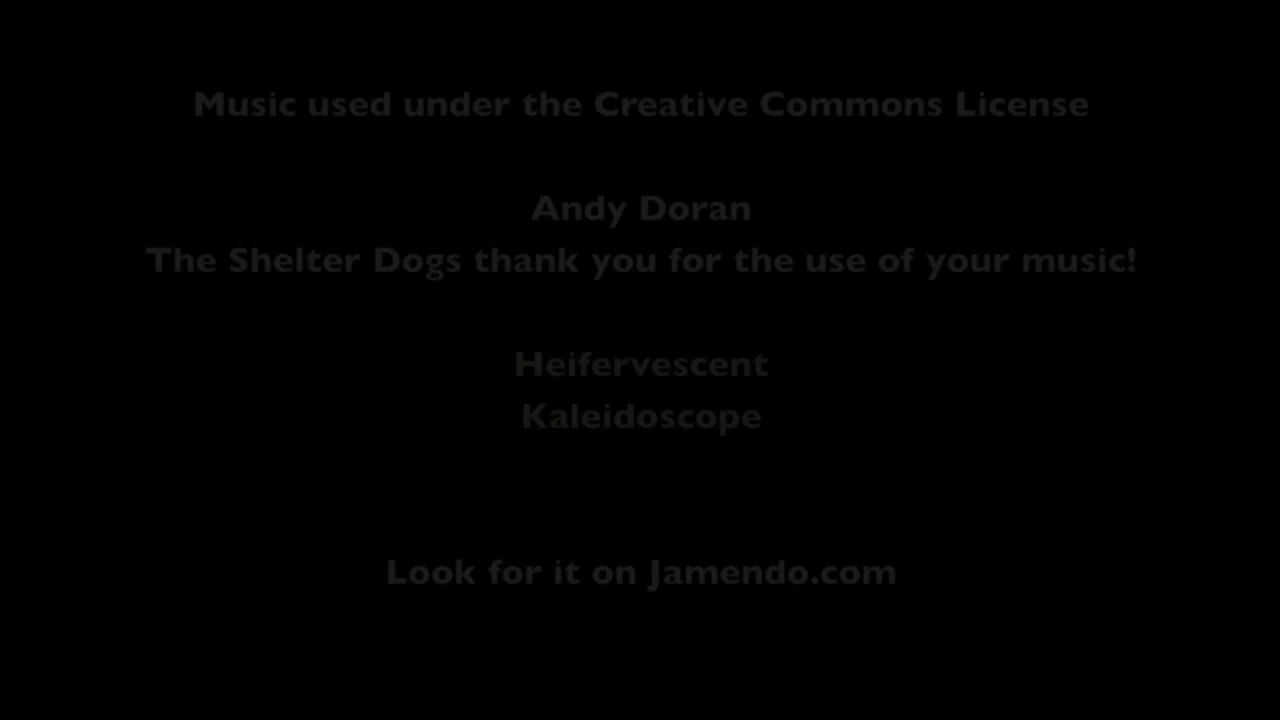 Music used under the Creative Commons License
Andy Doran
The Shelter Dogs thank you for the use of your music!
Heifervescent
Kaleidoscope
Look for it on Jamendo.com